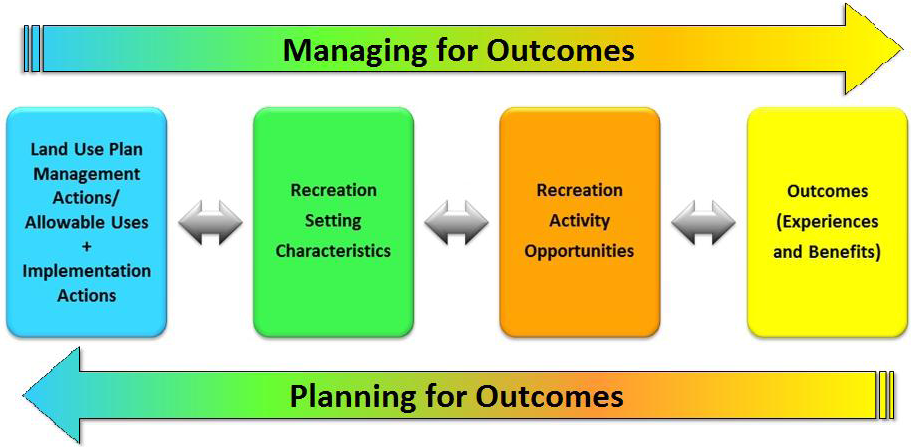 Managing for Outcomes
Land Use Plan
Management
Actions/
Allowable Uses
+
Implementation
Actions
Recreation
Setting
Characteristics
Recreation
Activity
Opportunities
Outcomes
(Experiences
and Benefits)
Planning for Outcomes